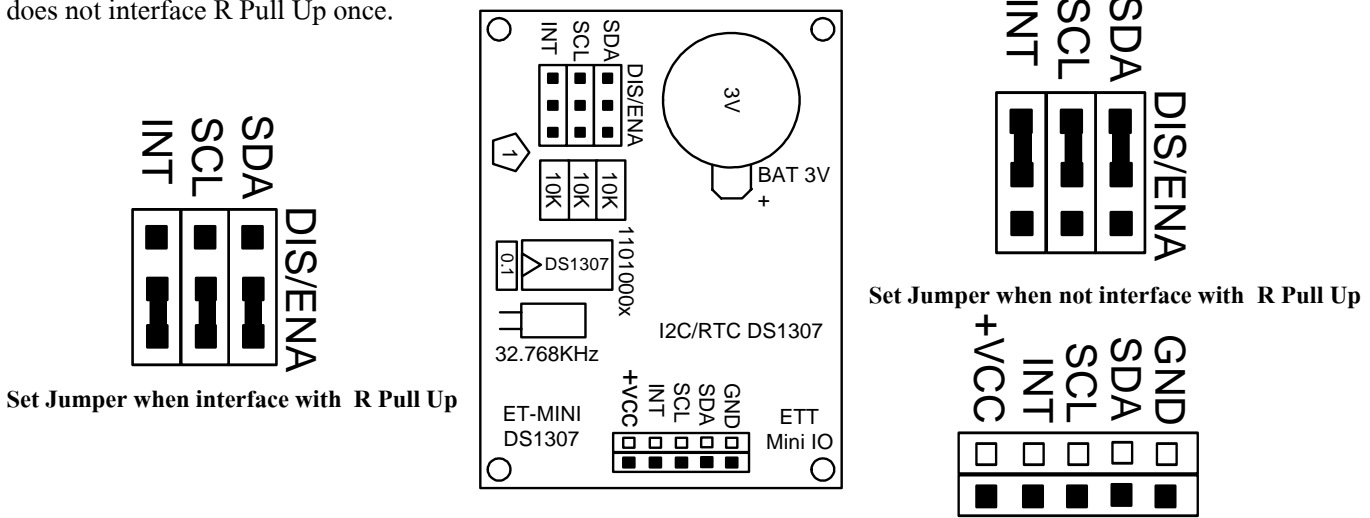 does not interface R Pull Up once.
INT
SCL
SDA
DIS/ENA
Set Jumper when interface with R Pull Up
INT
SCL
SDA
DIS/ENA
1
10K
10K
10K
3V
BAT 3V
+
0.1
DS1307
1101000x
32.768KHz
I2C/RTC DS1307
ET-MINI
DS1307
+VCC
INT
SCL
SDA
GND
ETT
Mini IO
INT
SCL
SDA
DIS/ENA
Set Jumper when not interface with R Pull Up
+VCC
INT
SCL
SDA
GND